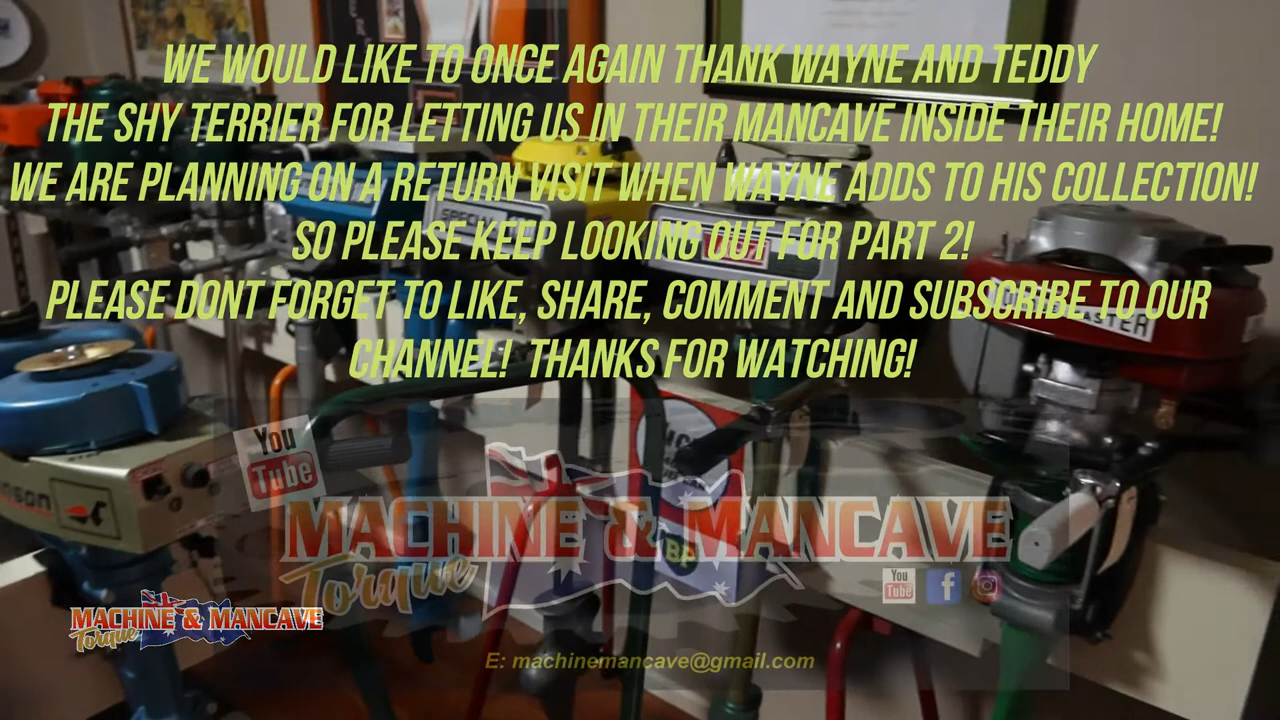 WE WOULD LIKE TO ONCE AGAIN THANK WAYNE AND TEDDY
THE SHY TERRIER FOR LETTING US IN THEIR MANCAVE INSIDE THEIR HOME!
WE ARE PLANNING ON A RETURN VISIT WHEN WAYNE ADDS TO HIS COLLECTION!
SO PLEASE KEEP LOOKING OUT FOR PART 2!
PLEASE DONT FORGET TO LIKE, SHARE, COMMENT AND SUBSCRIBE TO OUR
CHANNEL!  THANKS FOR WATCHING!
You
Tube
MACHINE & MANCAVE
Torque
BP
You
Tube
f
MACHINE & MANCAVE
Torque
E: machinemancave@gmail.com